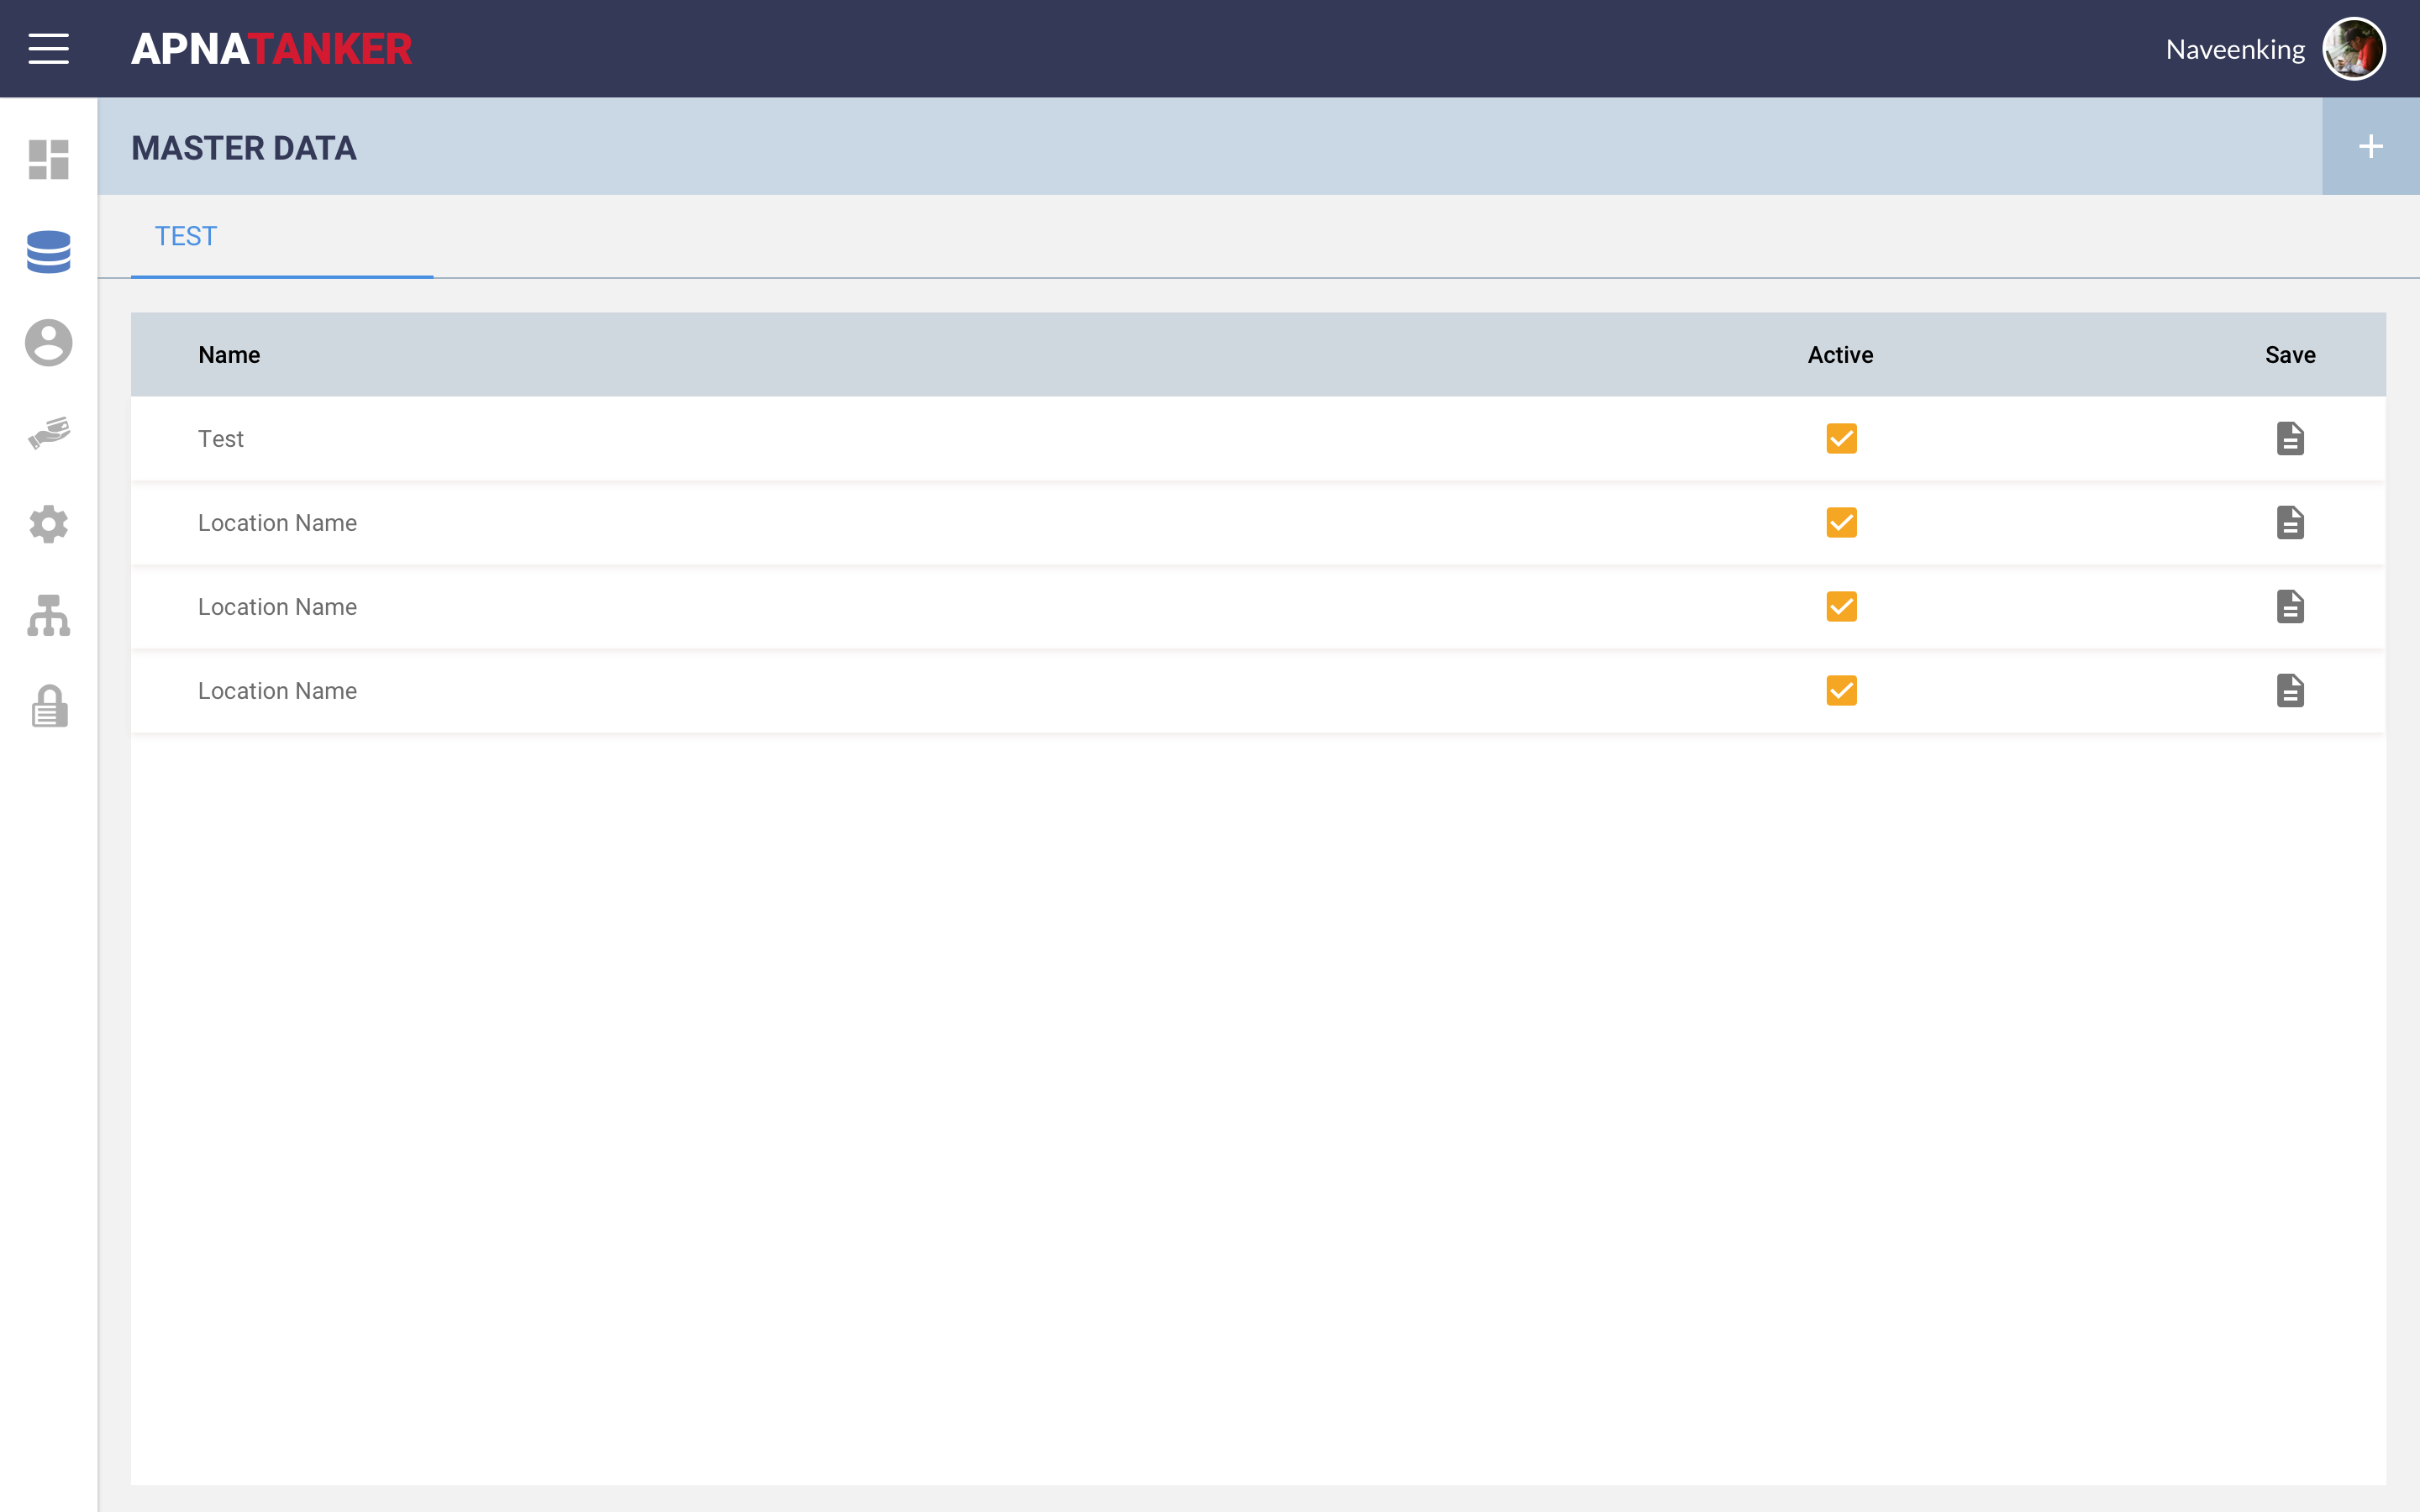 APNATANKER
Naveenking
MASTER DATA
TEST
Name Active Save
Test
Location Name
Location Name
Location Name